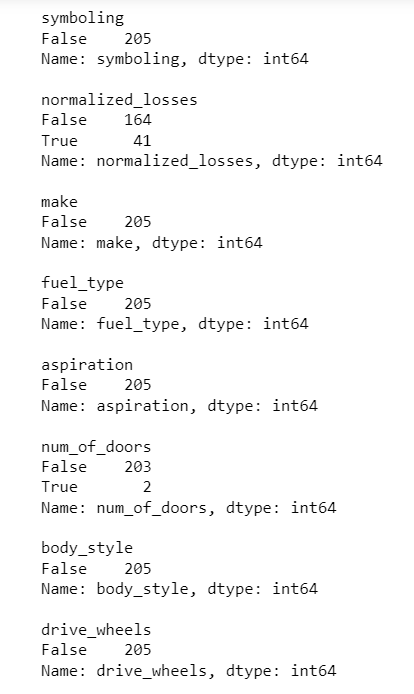 symboling
False    205
Name: symboling, dtype: int64

normalized_losses
False    164
True      41
Name: normalized_losses, dtype: int64

make
False    205
Name: make, dtype: int64

fuel_type
False    205
Name: fuel_type, dtype: int64

aspiration
False    205
Name: aspiration, dtype: int64

num_of_doors
False    203
True       2
Name: num_of_doors, dtype: int64

body_style
False    205
Name: body_style, dtype: int64

drive_wheels
False    205
Name: drive_wheels, dtype: int64